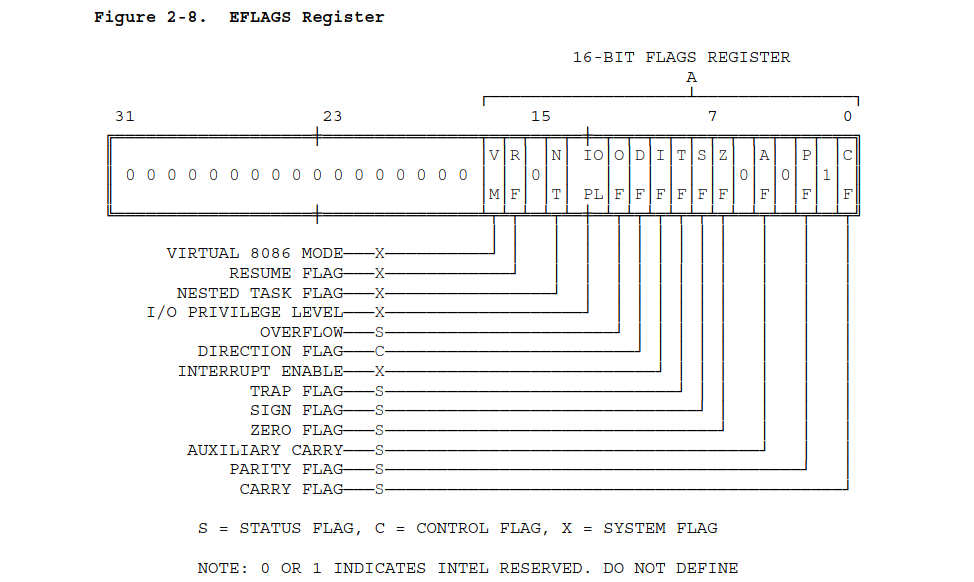 Figure 2-8. EFLAGS Register
16-BIT FLAGS REGISTER
A
31 23 15 7 0
V R N IO O D I T S Z A P C
0 0 0 0 0 0 0 0 0 0 0 0 0 0 0 0 0 0 0 0 1
M F T PL F F F F F F F F F
VIRTUAL 8086 MODE X
RESUME FLAG X
NESTED TASK FLAG X
I/O PRIVILEGE LEVEL X
OVERFLOW S
DIRECTION FLAG C
INTERRUPT ENABLE X
TRAP FLAG S
SIGN FLAG S
ZERO FLAG S
AUXILIARY CARRY S
PARITY FLAG S
CARRY FLAG S
S = STATUS FLAG, C = CONTROL FLAG, X = SYSTEM FLAG
NOTE: 0 OR 1 INDICATES INTEL RESERVED. DO NOT DEFINE